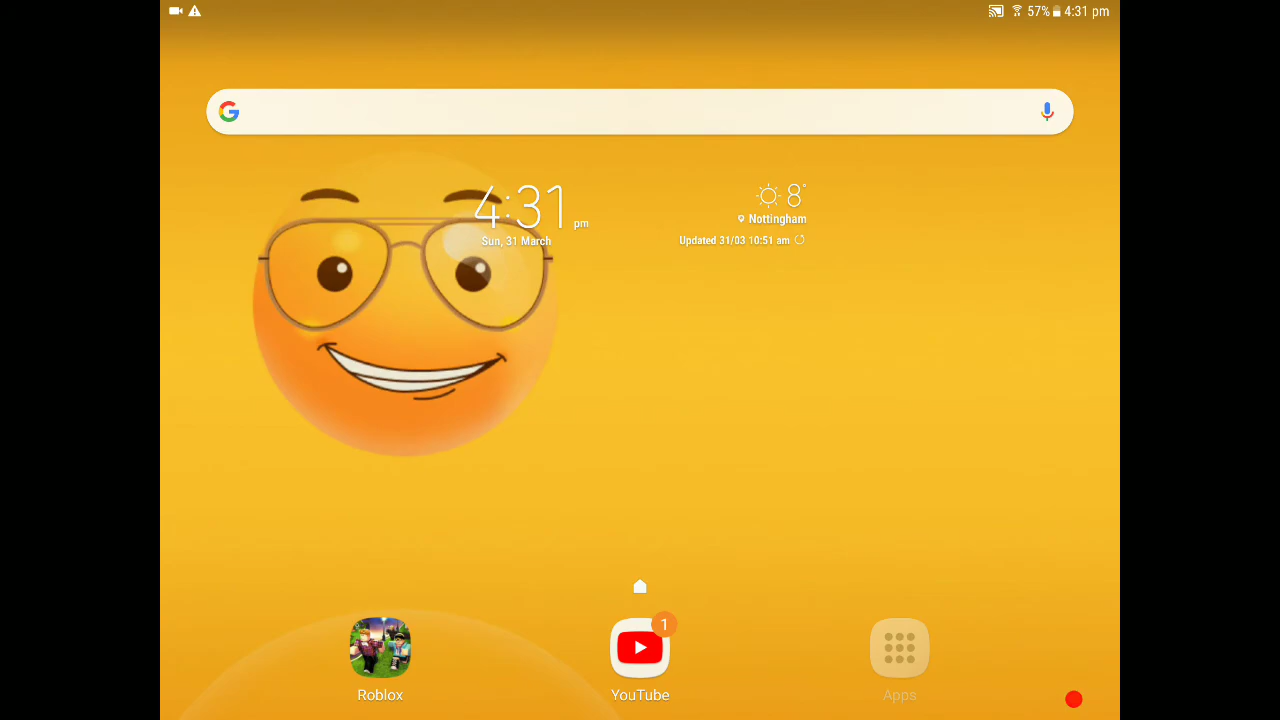 57% 4:31 pm
4:31 pm
Sun, 31 March
8°
Nottingham
Updated 31/03 10:51 am
1
Roblox
YouTube
Apps